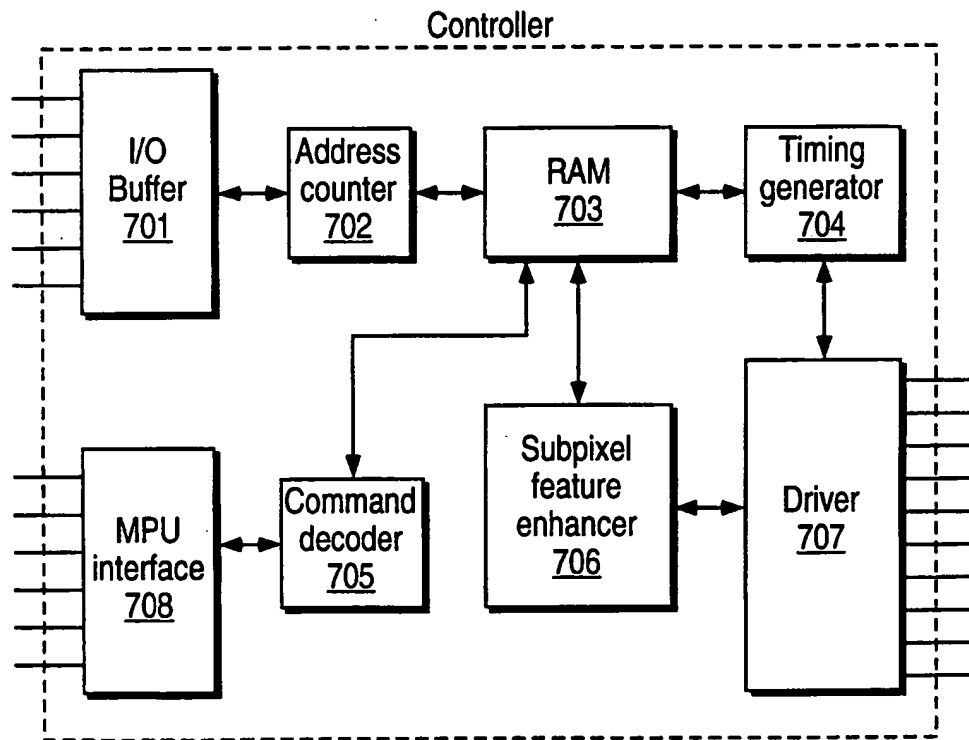 Controller
I/O
Buffer
701
Address
counter
702
RAM
703
Timing
generator
704
MPU
interface
708
Command
decoder
705
Subpixel
feature
enhancer
706
Driver
707